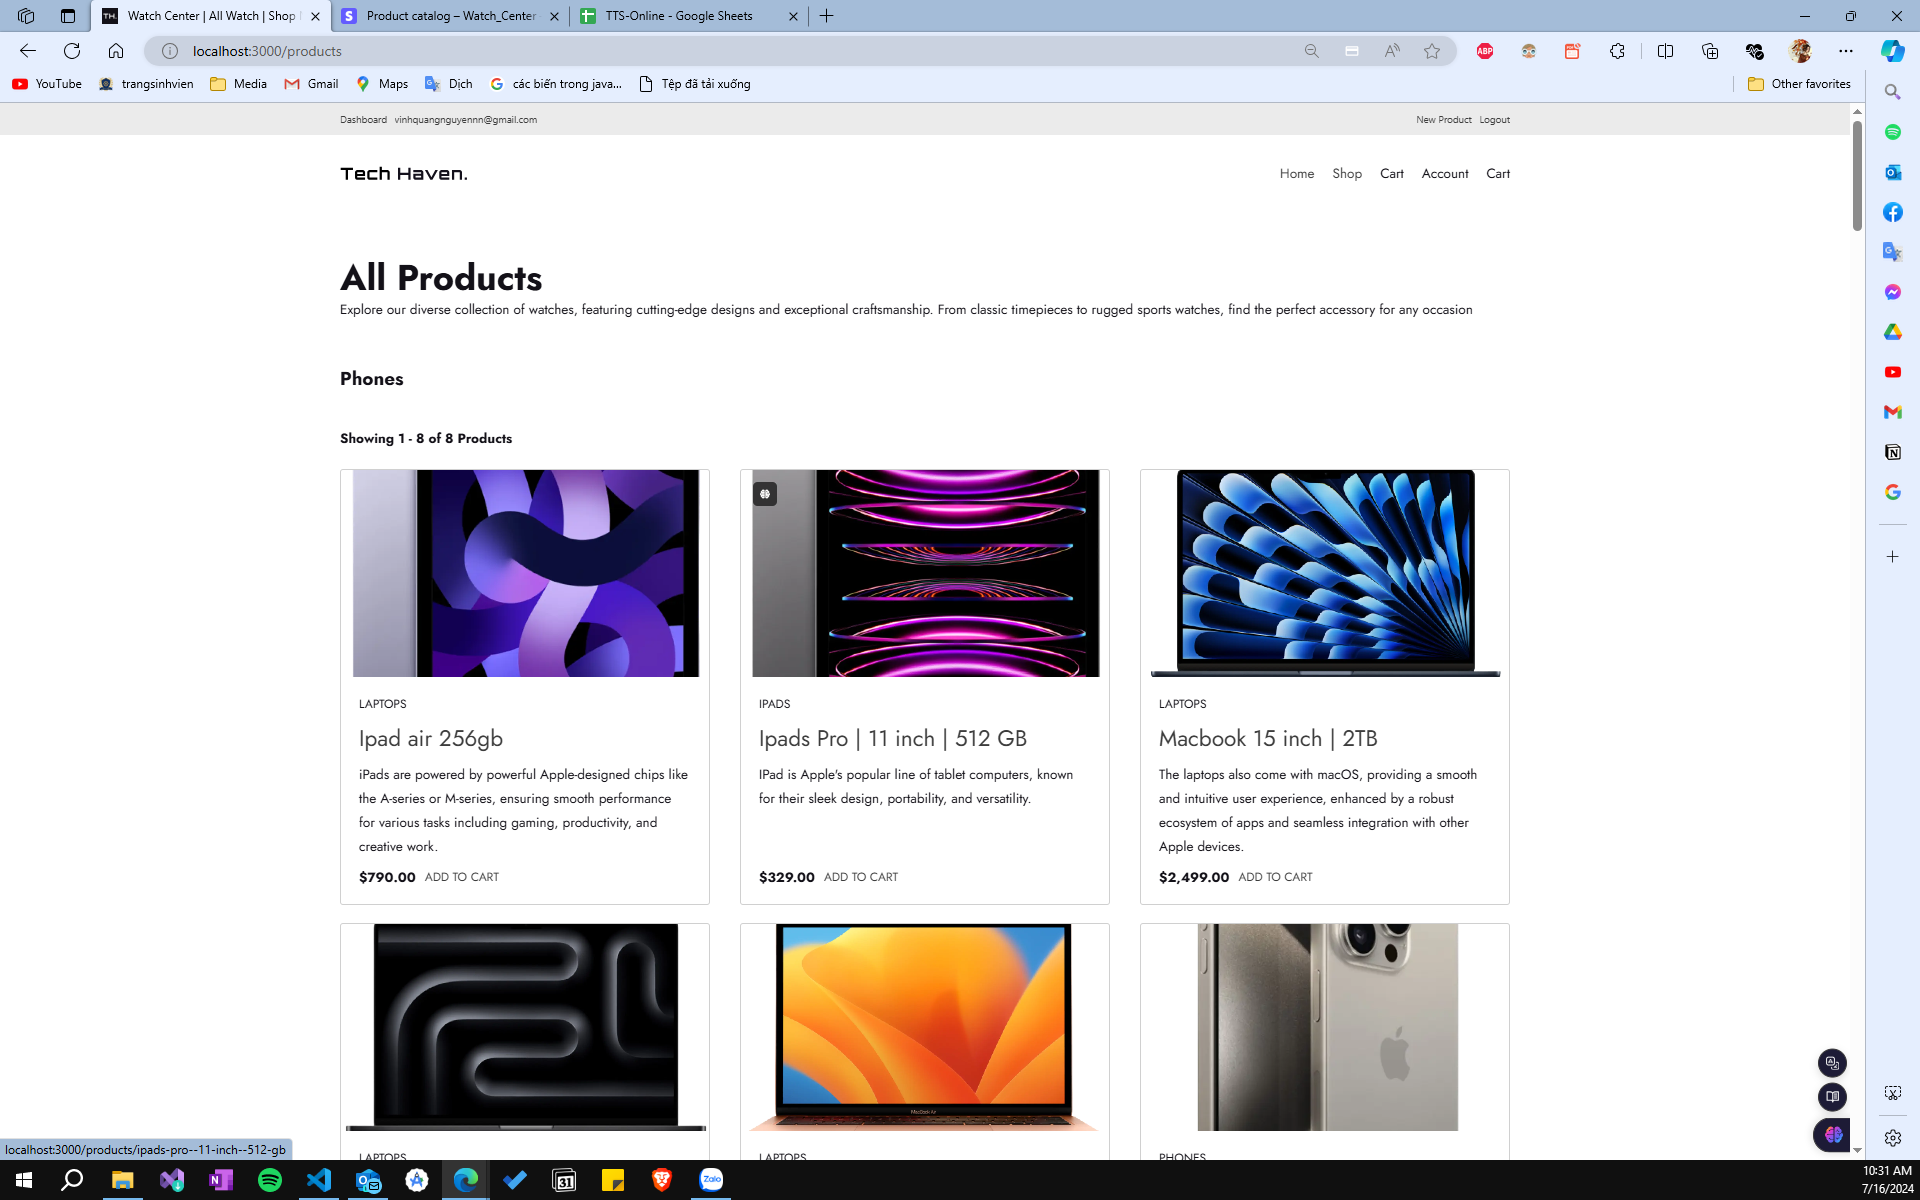 Watch Center | All Watch | Shop
Product catalog – Watch_Center
TTS-Online - Google Sheets
localhost:3000/products
ABP
YouTube
trangsinhvien
Media
Gmail
Maps
Dịch
các biến trong java...
Tệp đã tải xuống
Other favorites
Dashboard vinhquangnguyennn@gmail.com
New Product Logout
Tech Haven.
Home Shop Cart Account Cart
All Products
Explore our diverse collection of watches, featuring cutting-edge designs and exceptional craftsmanship. From classic timepieces to rugged sports watches, find the perfect accessory for any occasion
Phones
Showing 1 - 8 of 8 Products
LAPTOPS
Ipad air 256gb
iPads are powered by powerful Apple-designed chips like
the A-series or M-series, ensuring smooth performance
for various tasks including gaming, productivity, and
creative work.
$790.00 ADD TO CART
IPADS
Ipads Pro | 11 inch | 512 GB
IPad is Apple's popular line of tablet computers, known
for their sleek design, portability, and versatility.
$329.00 ADD TO CART
LAPTOPS
Macbook 15 inch | 2TB
The laptops also come with macOS, providing a smooth
and intuitive user experience, enhanced by a robust
ecosystem of apps and seamless integration with other
Apple devices.
$2,499.00 ADD TO CART
MacBook Air
LAPTOPS
LAPTOPS
PHONES
localhost:3000/products/ipads-pro--11-inch--512-gb
31
Zalo
10:31 AM
7/16/2024